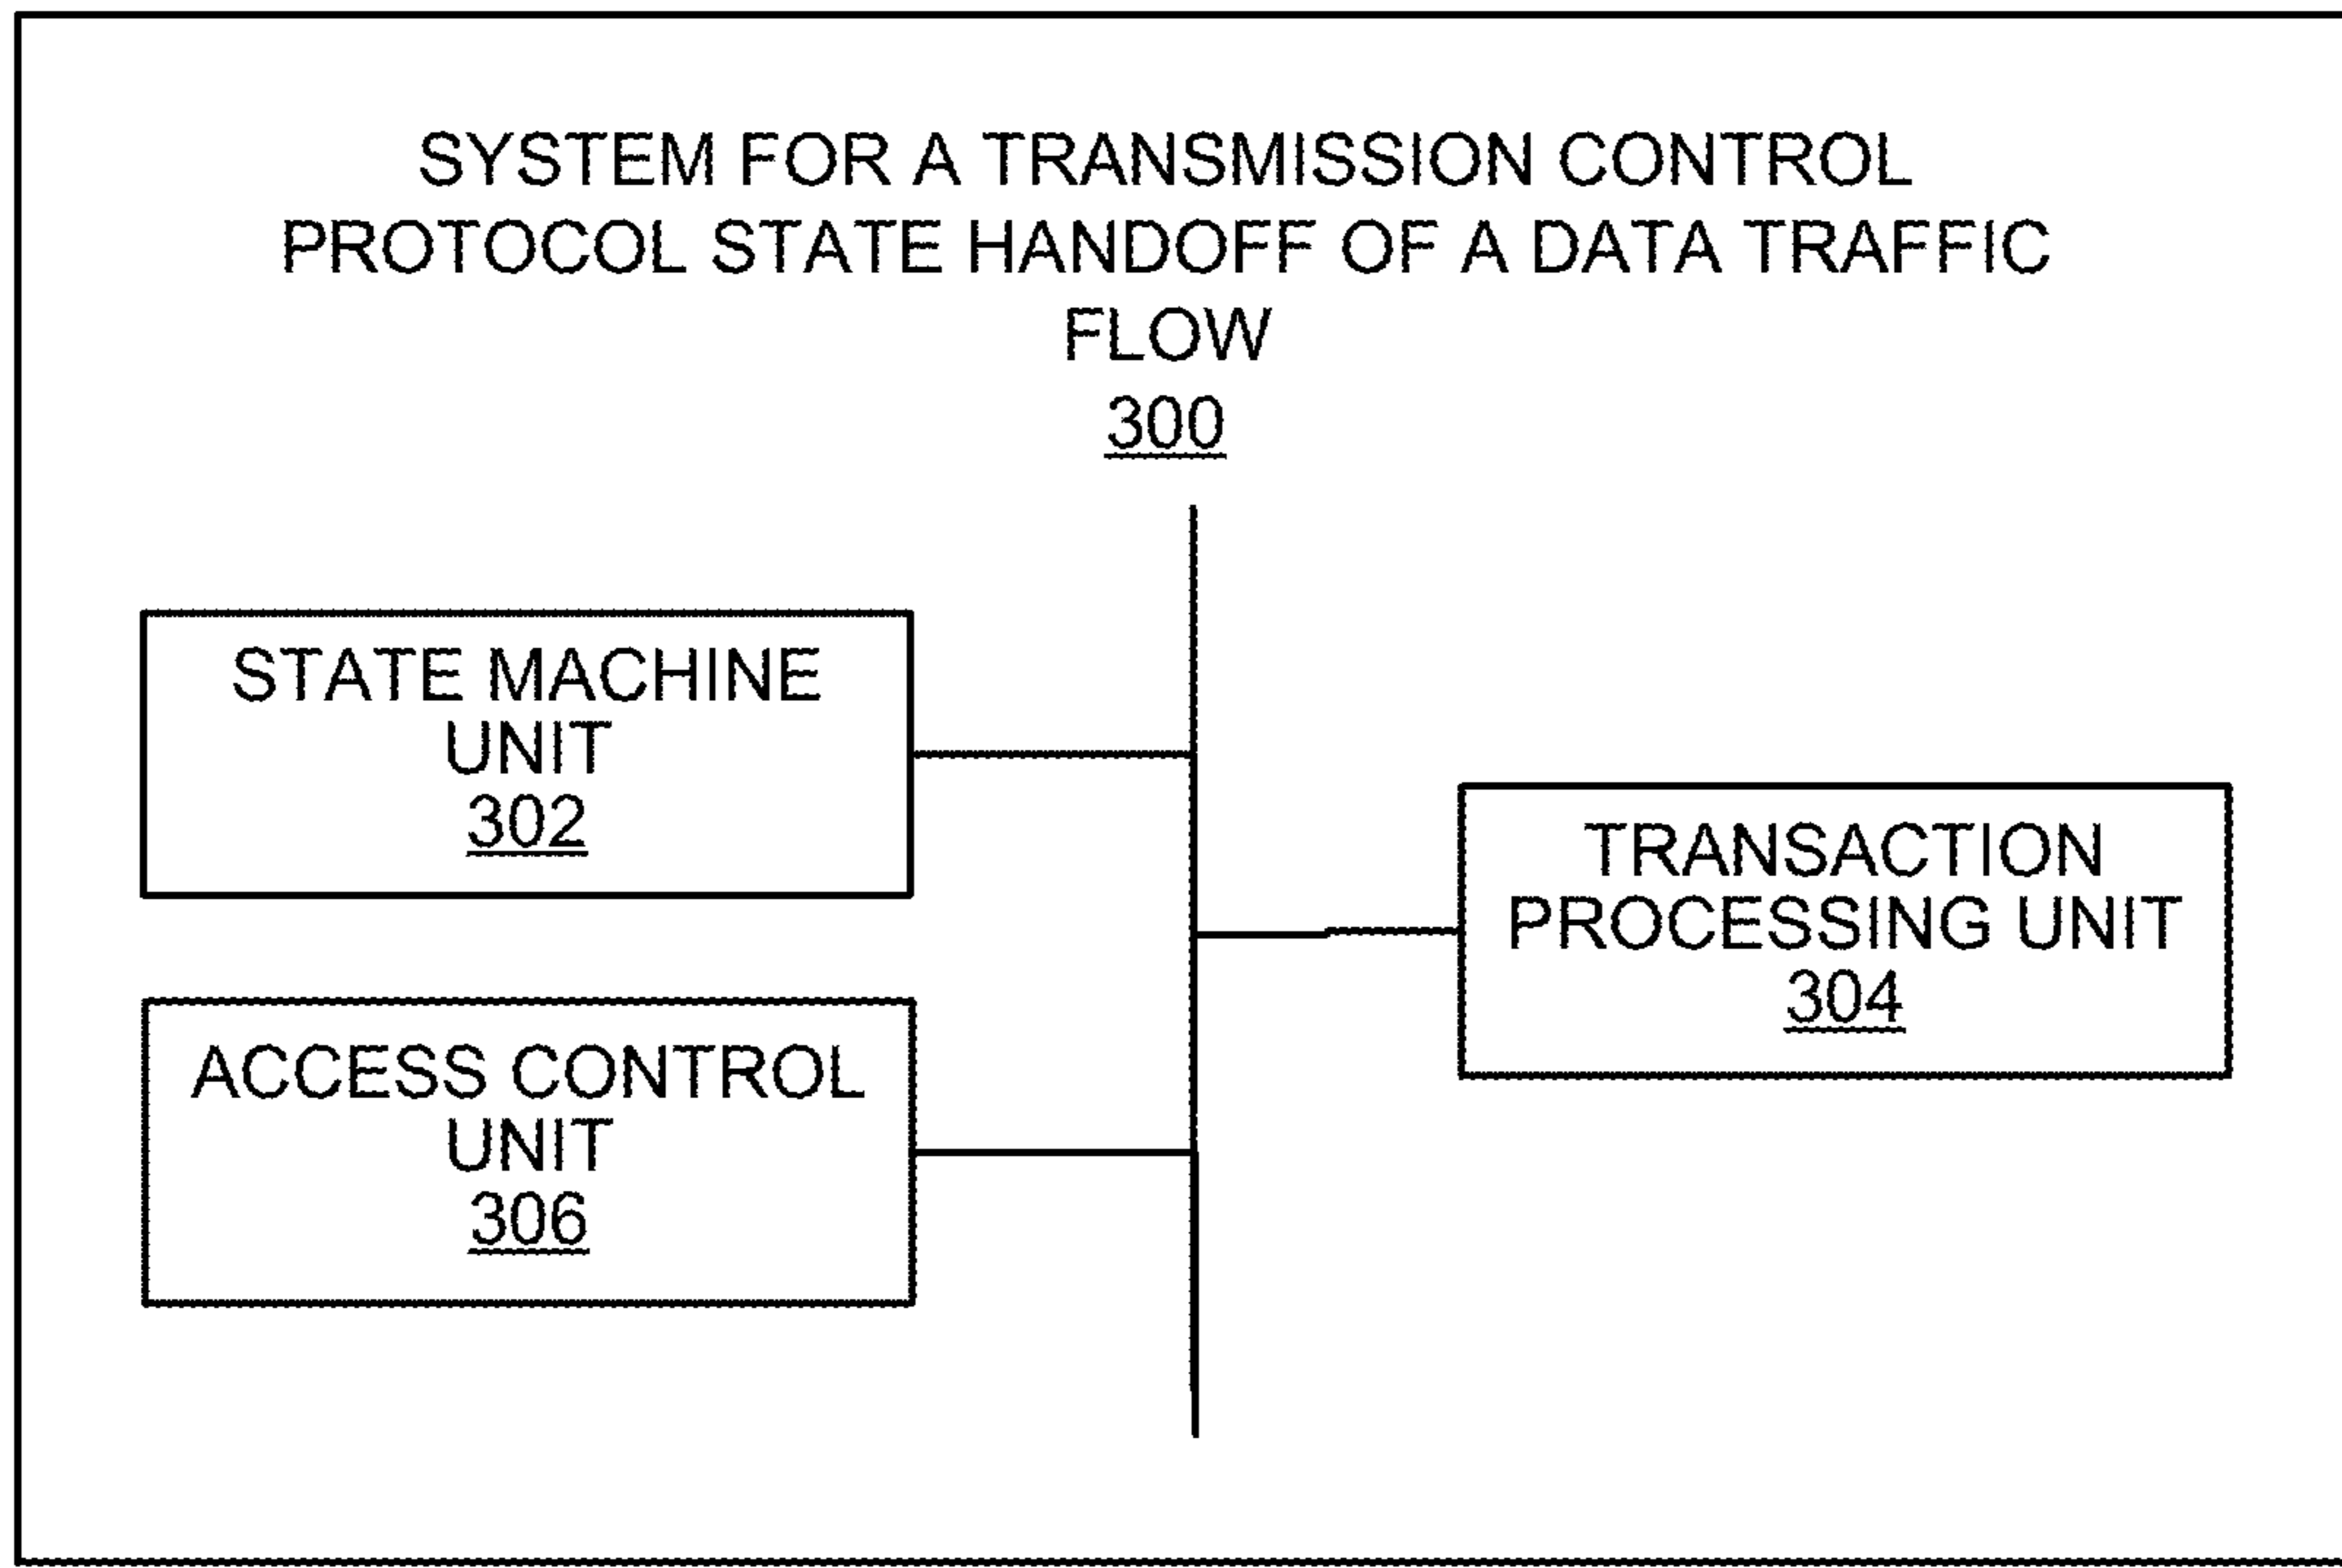 SYSTEM FOR A TRANSMISSION CONTROL
PROTOCOL STATE HANDOFF OF A DATA TRAFFIC
FLOW
300
STATE MACHINE
UNIT
302
TRANSACTION
PROCESSING UNIT
304
ACCESS CONTROL
UNIT
306